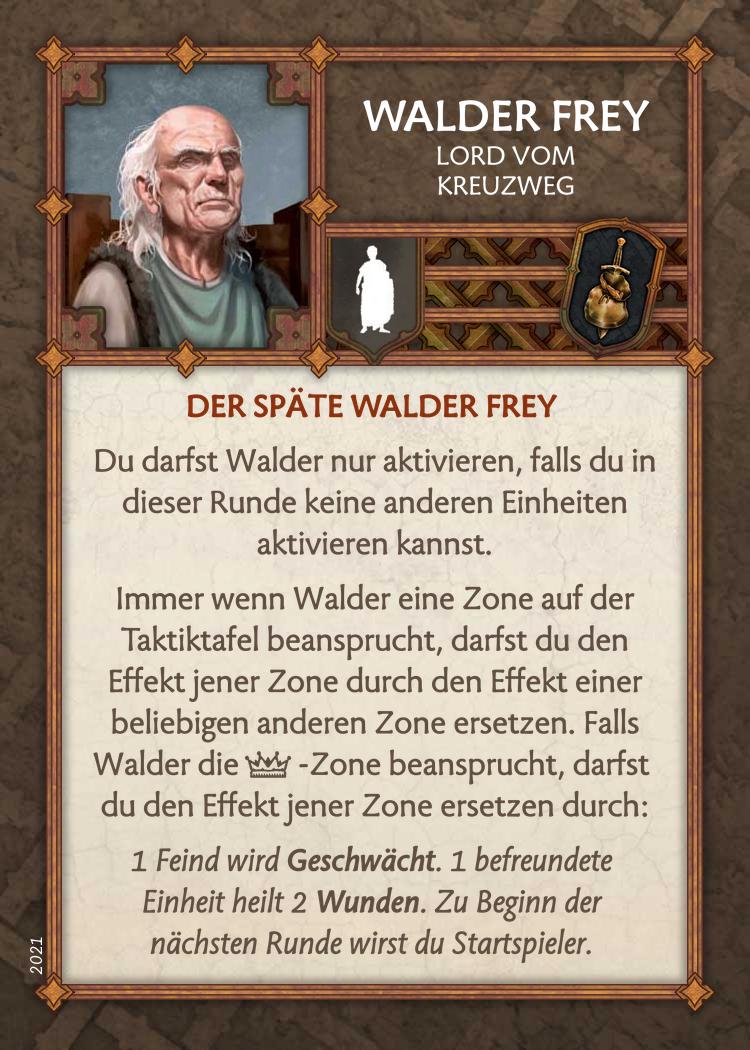 WALDER FREY
LORD VOM
KREUZWEG
DER SPÄTE WALDER FREY
Du darfst Walder nur aktivieren, falls du in
dieser Runde keine anderen Einheiten
aktivieren kannst.
Immer wenn Walder eine Zone auf der
Taktiktafel beansprucht, darfst du den
Effekt jener Zone durch den Effekt einer
beliebigen anderen Zone ersetzen. Falls
Walder die -Zone beansprucht, darfst
du den Effekt jener Zone ersetzen durch:
1 Feind wird Geschwächt. 1 befreundete
Einheit heilt 2 Wunden. Zu Beginn der
nächsten Runde wirst du Startspieler.
2021